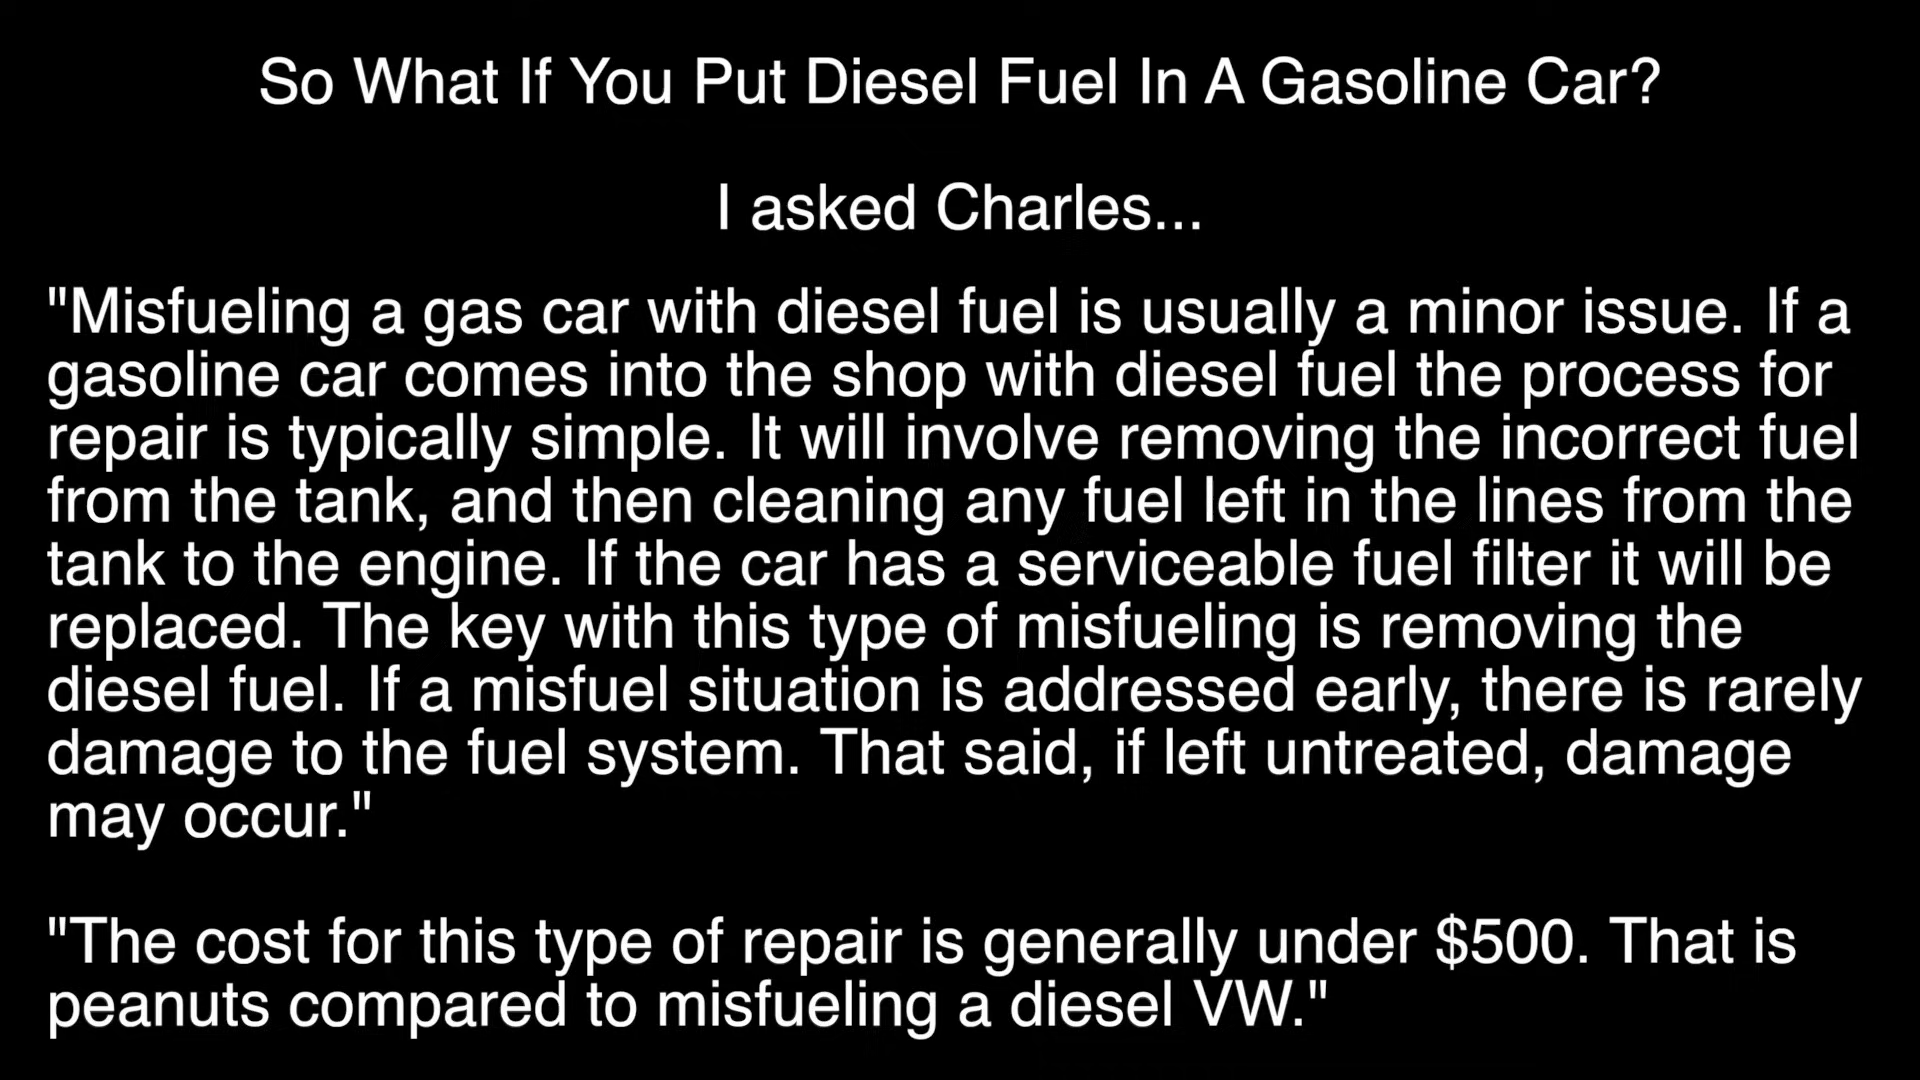 So What If You Put Diesel Fuel In A Gasoline Car?
I asked Charles...
"Misfueling a gas car with diesel fuel is usually a minor issue. If a
gasoline car comes into the shop with diesel fuel the process for
repair is typically simple. It will involve removing the incorrect fuel
from the tank, and then cleaning any fuel left in the lines from the
tank to the engine. If the car has a serviceable fuel filter it will be
replaced. The key with this type of misfueling is removing the
diesel fuel. If a misfuel situation is addressed early, there is rarely
damage to the fuel system. That said, if left untreated, damage
may occur."
"The cost for this type of repair is generally under $500. That is
peanuts compared to misfueling a diesel VW."